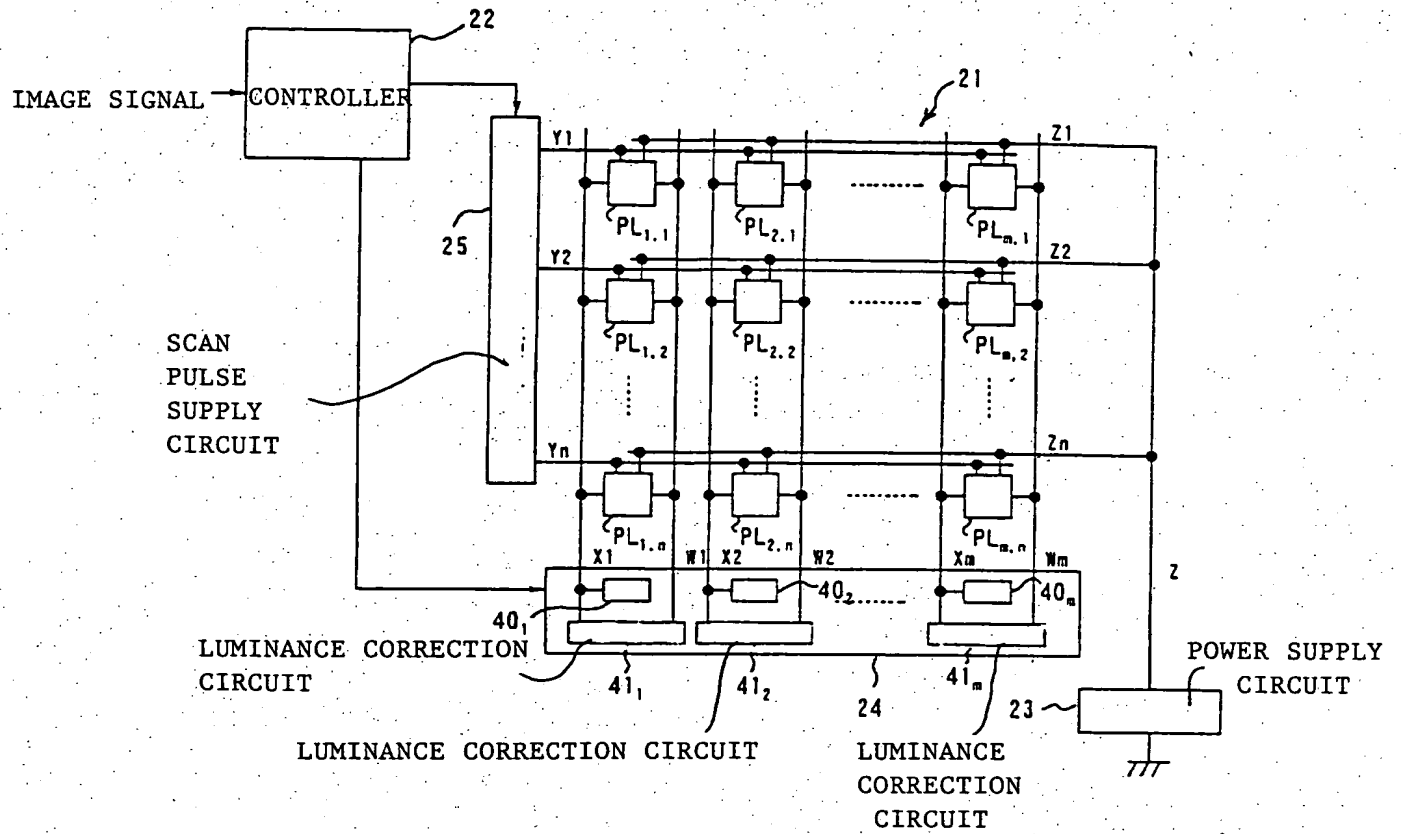 22
IMAGE SIGNAL
CONTROLLER
21
Y1
Z1
25
PL1,1
PL2,1
PLm,1
Y2
Z2
SCAN
PULSE
SUPPLY
CIRCUIT
PL1,2
PL2,2
PLm,2
Yn
Zn
PL1,n
PL2,n
PLm,n
X1
W1
X2
W2
Xm
Wm
Z
401
402
40m
LUMINANCE CORRECTION
CIRCUIT
411
412
24
41m
23
POWER SUPPLY
CIRCUIT
LUMINANCE CORRECTION CIRCUIT
LUMINANCE
CORRECTION
CIRCUIT